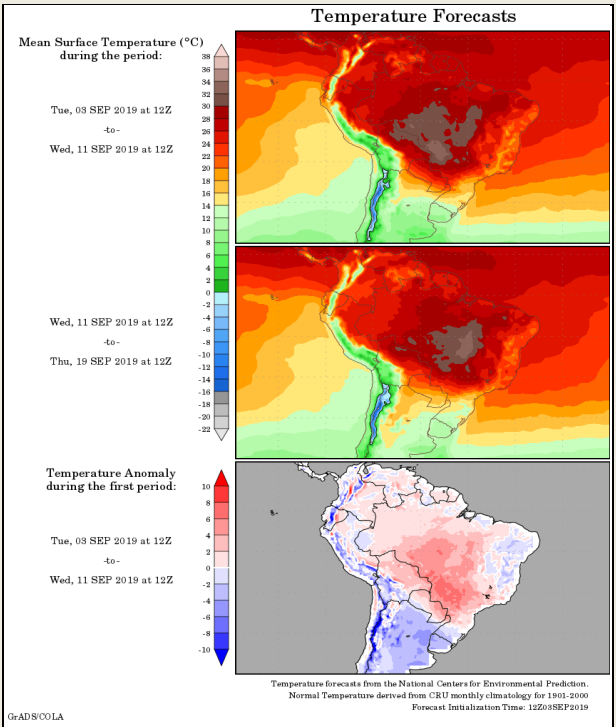 Temperature Forecasts
Mean Surface Temperature (°C)
during the period:
Tue, 03 SEP 2019 at 12Z
-to-
Wed, 11 SEP 2019 at 12Z
38
36
34
32
30
28
26
24
22
20
18
16
14
12
10
8
6
4
2
0
-2
-4
-6
-8
-10
-12
-14
-16
-18
-20
-22
Wed, 11 SEP 2019 at 12Z
-to-
Thu, 19 SEP 2019 at 12Z
Temperature Anomaly
during the first period:
Tue, 03 SEP 2019 at 12Z
-to-
Wed, 11 SEP 2019 at 12Z
10
8
6
4
2
0
-2
-4
-6
-8
-10
Temperature forecasts from the National Centers for Environmental Prediction.
Normal Temperature derived from CRU monthly climatology for 1901-2000
Forecast Initialization Time: 12Z03SEP2019
GrADS/COLA